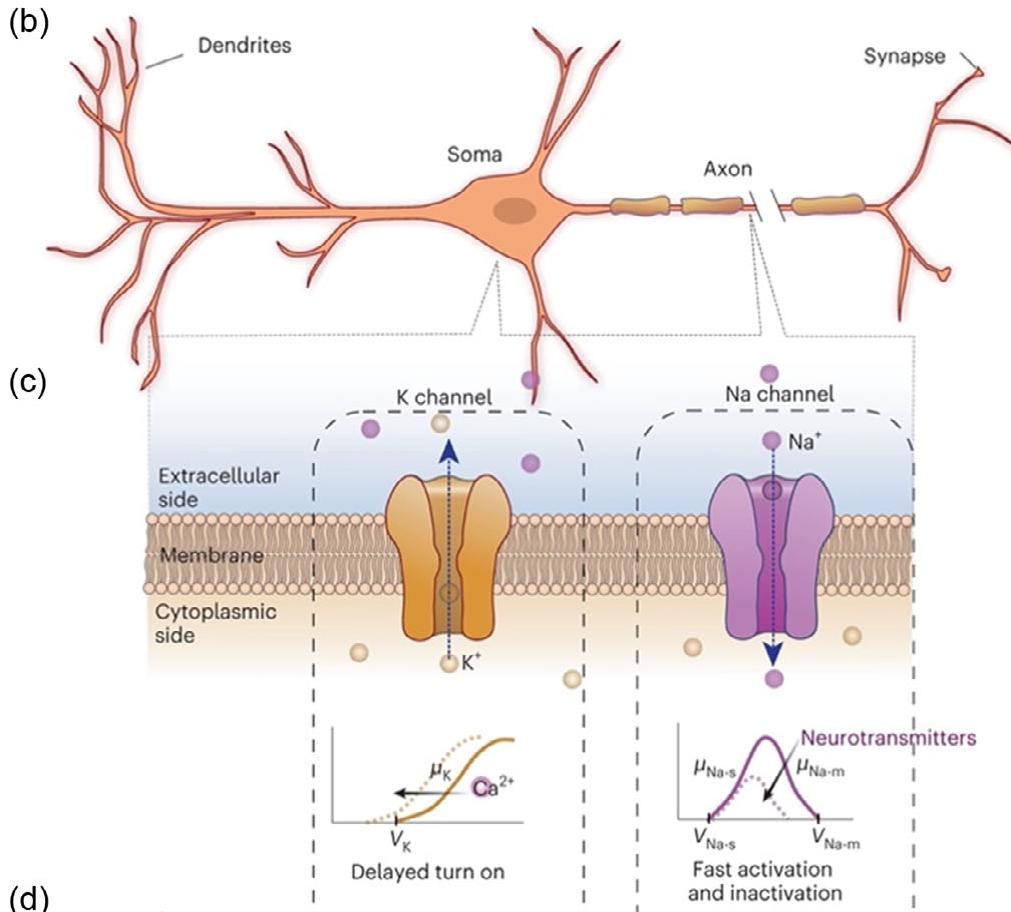 (b)
Dendrites
Synapse
Soma
Axon
(c)
K channel
Na channel
Na⁺
Extracellular
side
Membrane
Cytoplasmic
side
K⁺
μK
Ca²⁺
VK
Delayed turn on
Neurotransmitters
μNa-s
μNa-m
VNa-s
VNa-m
Fast activation
and inactivation
(d)